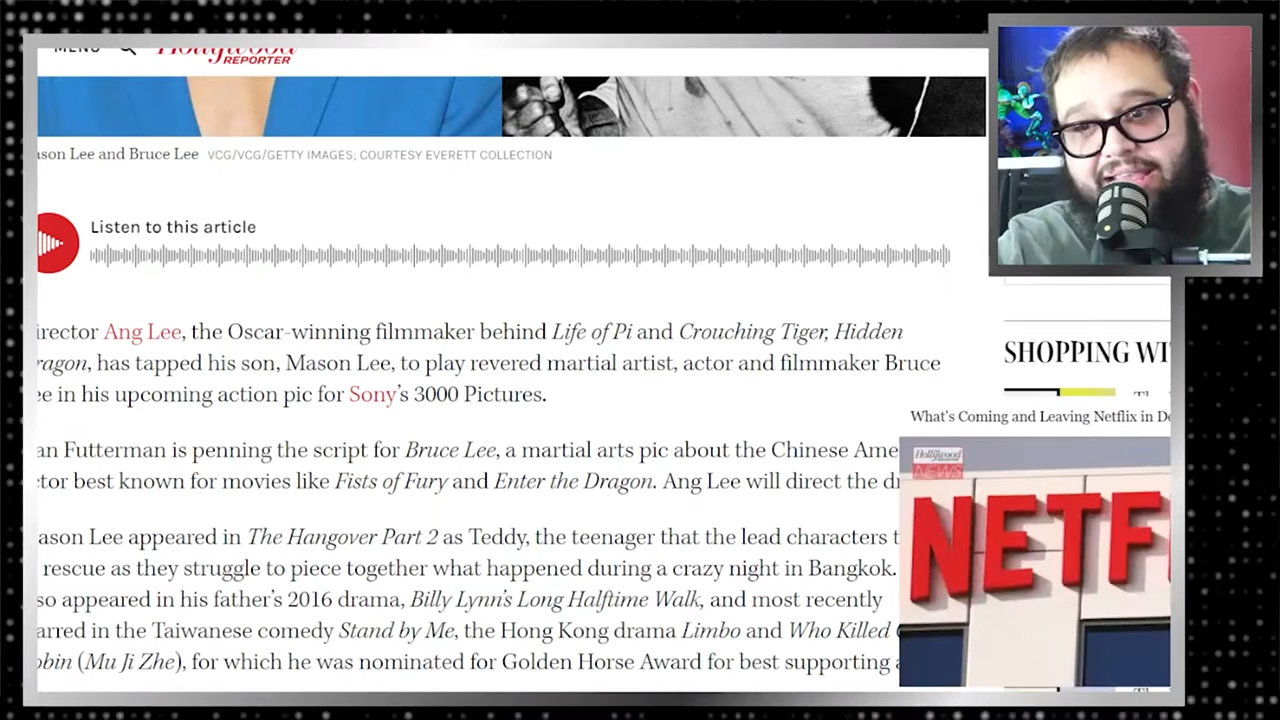 MENU
Hollywood
REPORTER
ason Lee and Bruce Lee VCG/VCG/GETTY IMAGES; COURTESY EVERETT COLLECTION
Listen to this article
irector Ang Lee, the Oscar-winning filmmaker behind Life of Pi and Crouching Tiger, Hidden
ragon, has tapped his son, Mason Lee, to play revered martial artist, actor and filmmaker Bruce
ee in his upcoming action pic for Sony's 3000 Pictures.
an Futterman is penning the script for Bruce Lee, a martial arts pic about the Chinese Ame
ctor best known for movies like Fists of Fury and Enter the Dragon. Ang Lee will direct the dr
ason Lee appeared in The Hangover Part 2 as Teddy, the teenager that the lead characters t
rescue as they struggle to piece together what happened during a crazy night in Bangkok.
so appeared in his father's 2016 drama, Billy Lynn's Long Halftime Walk, and most recently
arred in the Taiwanese comedy Stand by Me, the Hong Kong drama Limbo and Who Killed
obin (Mu Ji Zhe), for which he was nominated for Golden Horse Award for best supporting a
SHOPPING WI
What's Coming and Leaving Netflix in De
Hollywood
NEWS
NETF